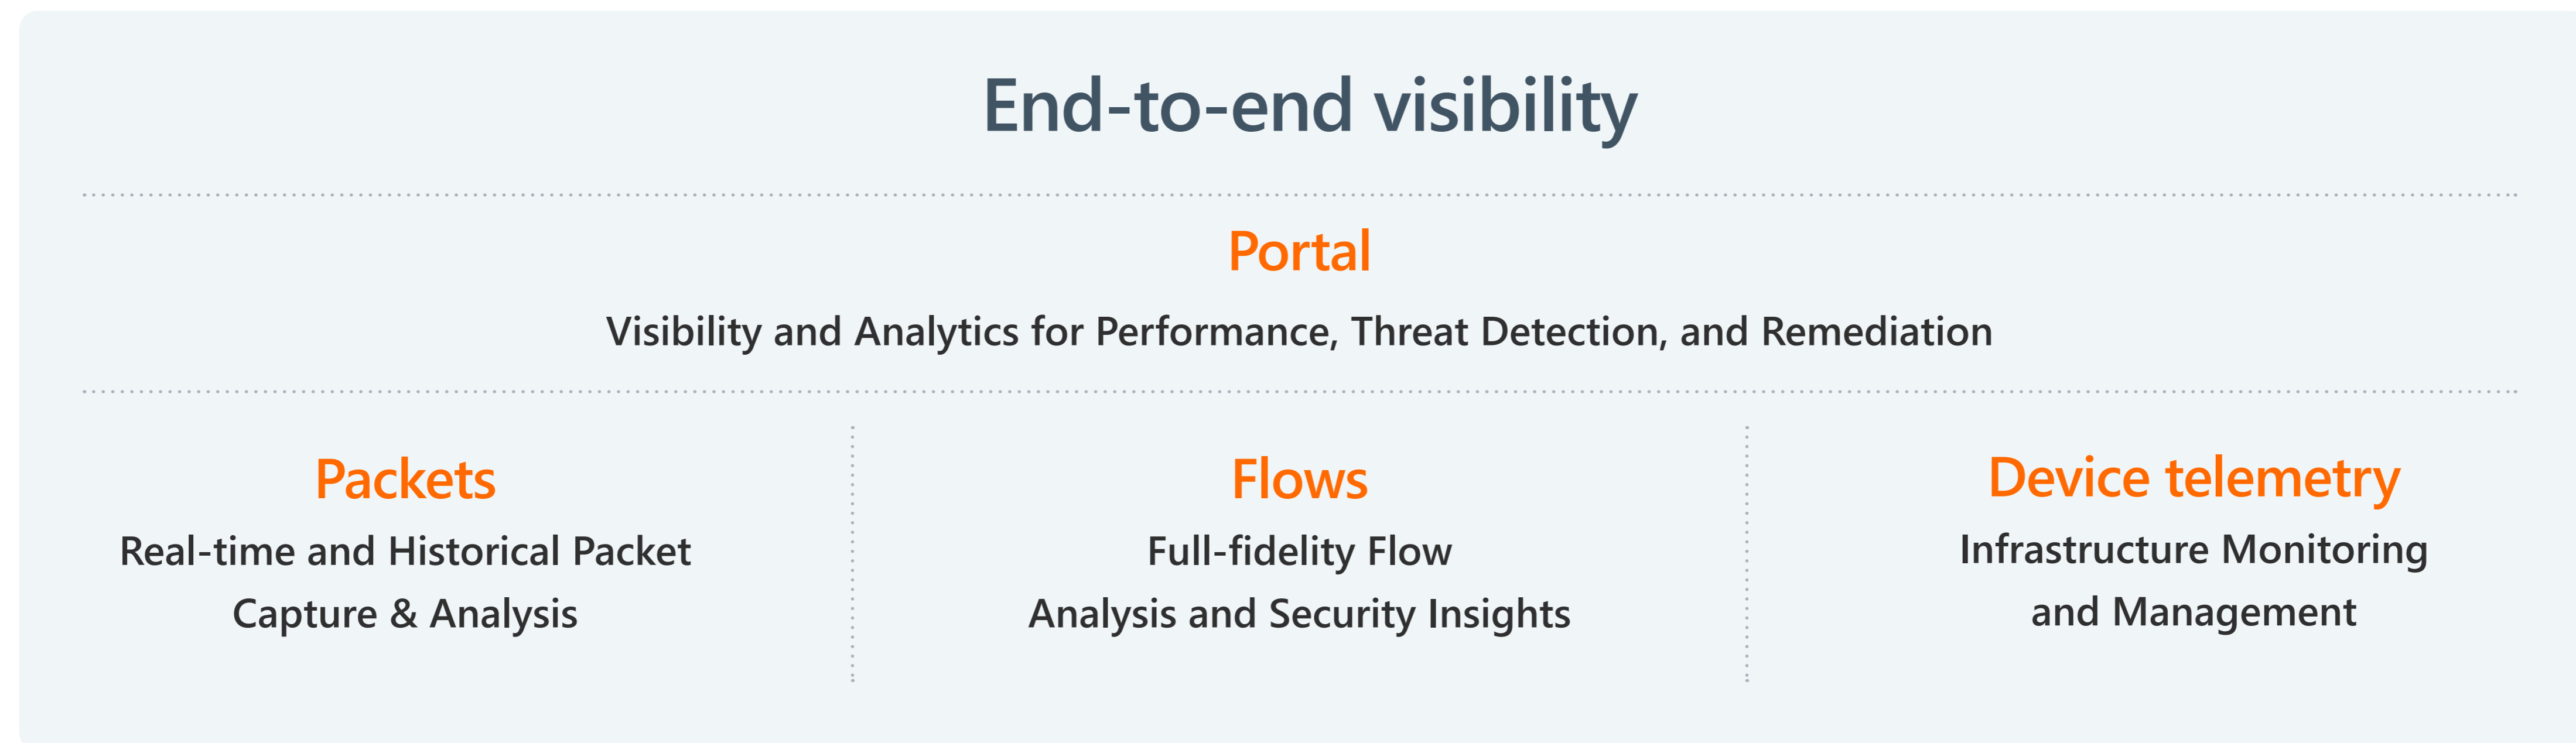 End-to-end visibility
Portal
Visibility and Analytics for Performance, Threat Detection, and Remediation
Packets
Real-time and Historical Packet
Capture & Analysis
Flows
Full-fidelity Flow
Analysis and Security Insights
Device telemetry
Infrastructure Monitoring
and Management